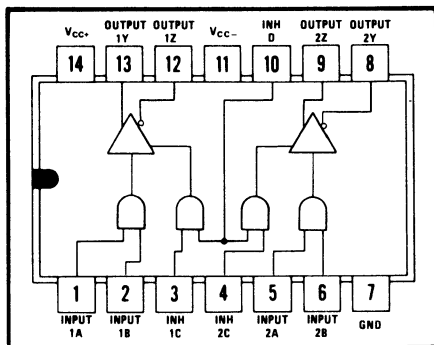 VCC+
OUTPUT 1Y
OUTPUT 1Z
VCC−
INH D
OUTPUT 2Z
OUTPUT 2Y
14 13 12 11 10 9 8
1 2 3 4 5 6 7
INPUT 1A
INPUT 1B
INH 1C
INH 2C
INPUT 2A
INPUT 2B
GND